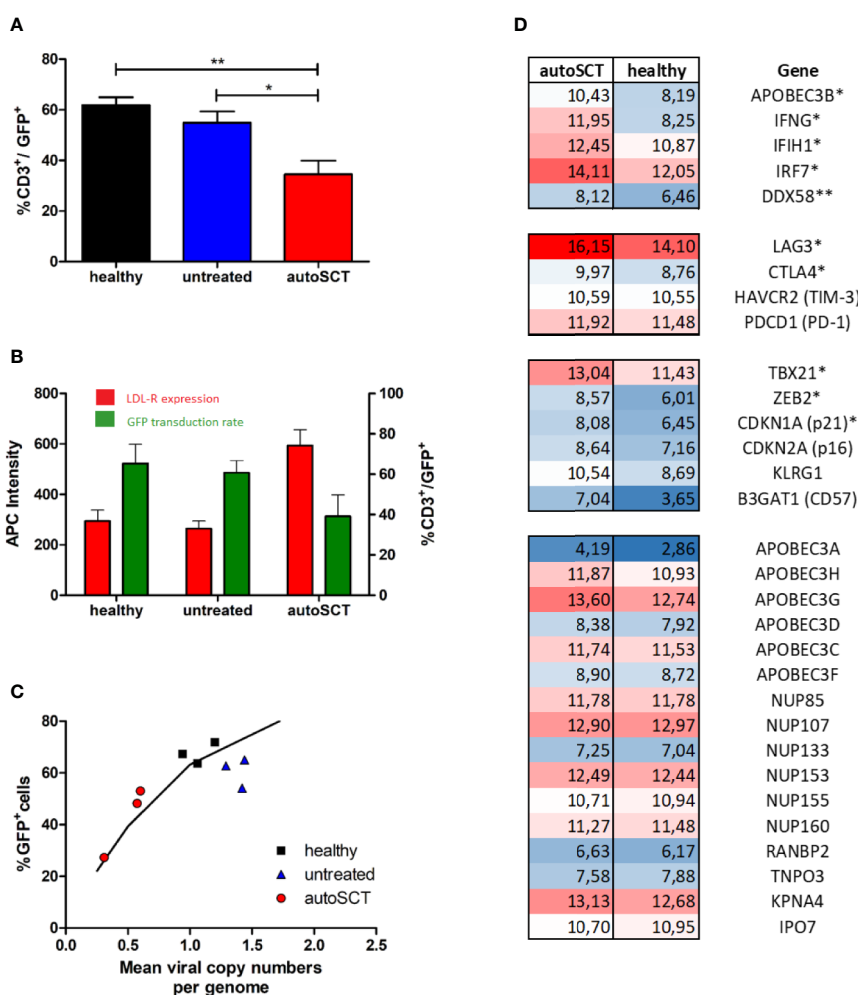 A
**
*
80
60
40
20
0
%CD3+/ GFP+
healthy untreated autoSCT
B
LDL-R expression
GFP transduction rate
800
600
400
200
0
APC Intensity
100
80
60
40
20
0
%CD3+/GFP+
healthy untreated autoSCT
C
80
60
40
20
0
%GFP+cells
healthy
untreated
autoSCT
0.0 0.5 1.0 1.5 2.0 2.5
Mean viral copy numbers
per genome
D
autoSCT healthy Gene
10,43 8,19 APOBEC3B*
11,95 8,25 IFNG*
12,45 10,87 IFIH1*
14,11 12,05 IRF7*
8,12 6,46 DDX58**
16,15 14,10 LAG3*
9,97 8,76 CTLA4*
10,59 10,55 HAVCR2 (TIM-3)
11,92 11,48 PDCD1 (PD-1)
13,04 11,43 TBX21*
8,57 6,01 ZEB2*
8,08 6,45 CDKN1A (p21)*
8,64 7,16 CDKN2A (p16)
10,54 8,69 KLRG1
7,04 3,65 B3GAT1 (CD57)
4,19 2,86 APOBEC3A
11,87 10,93 APOBEC3H
13,60 12,74 APOBEC3G
8,38 7,92 APOBEC3D
11,74 11,53 APOBEC3C
8,90 8,72 APOBEC3F
11,78 11,78 NUP85
12,90 12,97 NUP107
7,25 7,04 NUP133
12,49 12,44 NUP153
10,71 10,94 NUP155
11,27 11,48 NUP160
6,63 6,17 RANBP2
7,58 7,88 TNPO3
13,13 12,68 KPNA4
10,70 10,95 IPO7